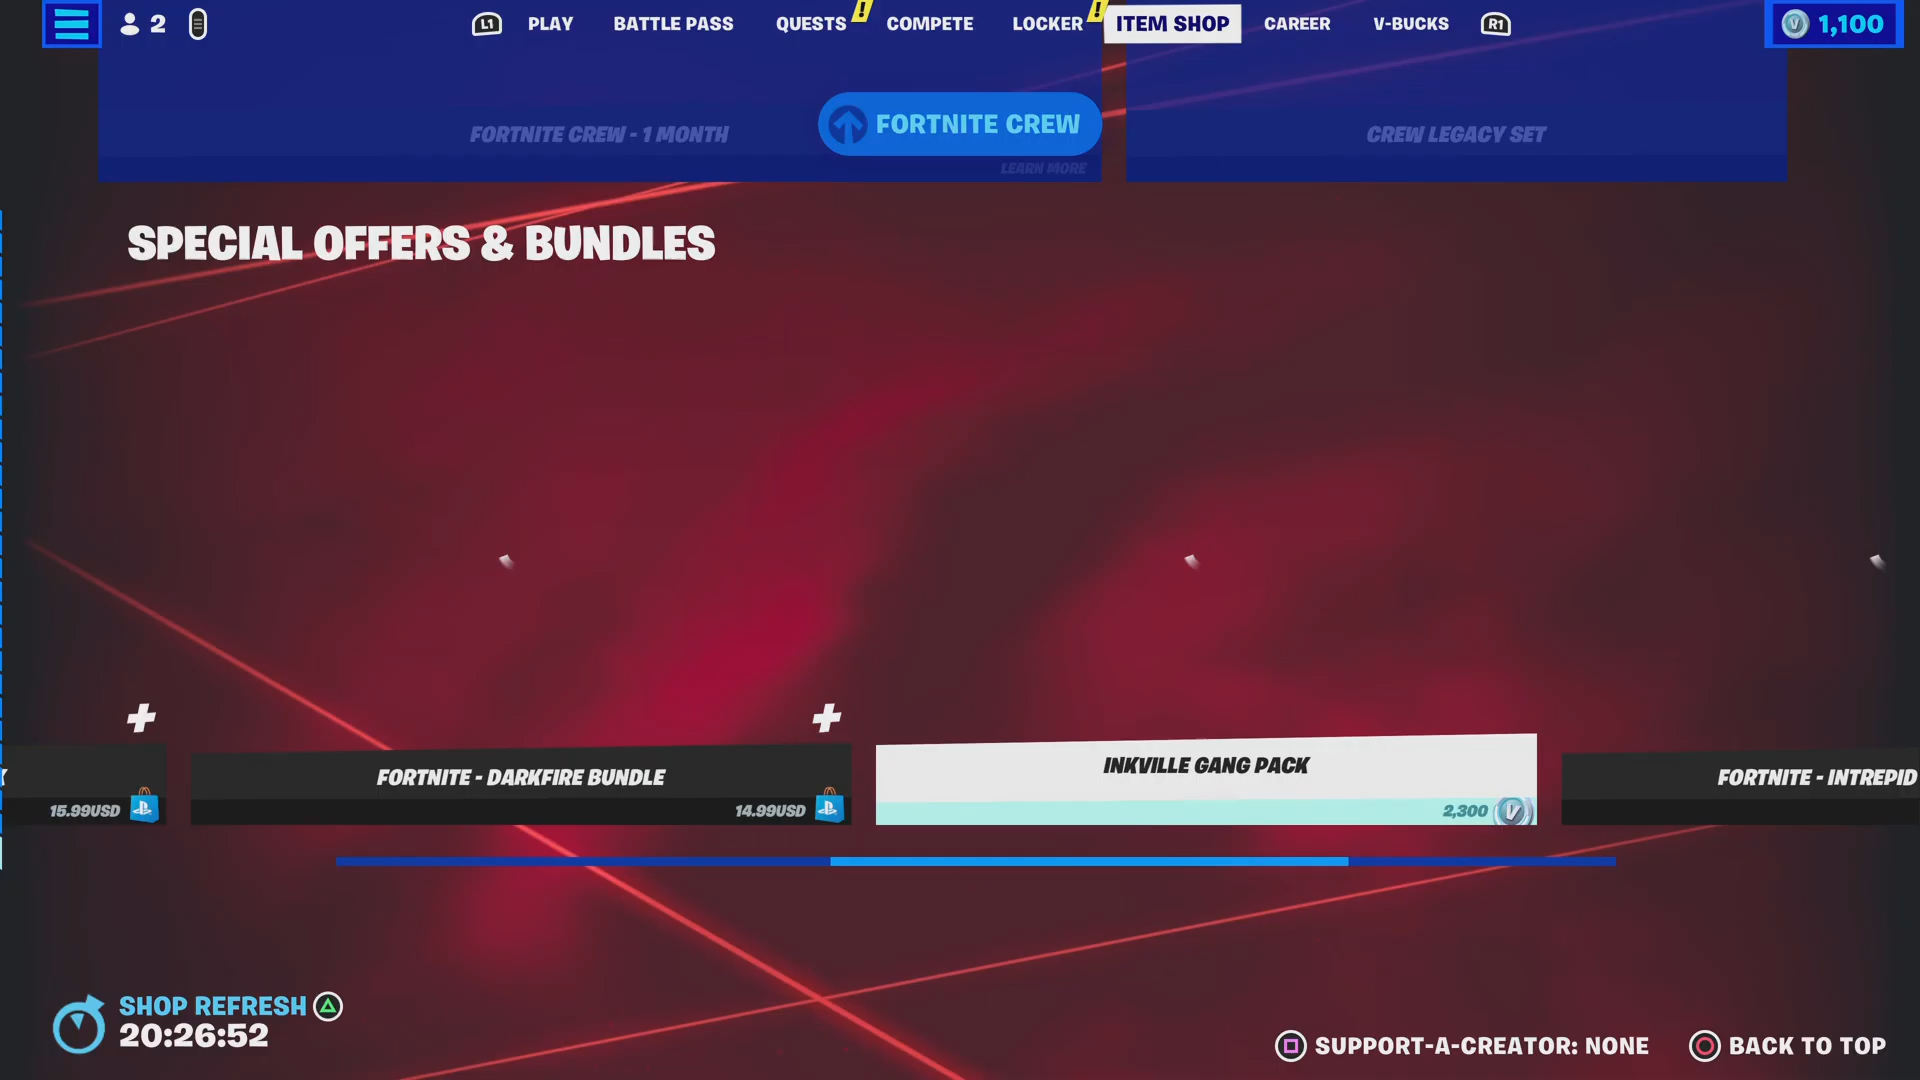 2
L1 PLAY BATTLE PASS QUESTS ! COMPETE LOCKER ! ITEM SHOP CAREER V-BUCKS R1
1,100
FORTNITE CREW - 1 MONTH
FORTNITE CREW
CREW LEGACY SET
LEARN MORE
SPECIAL OFFERS & BUNDLES
15.99USD
FORTNITE - DARKFIRE BUNDLE
14.99USD
INKVILLE GANG PACK
2,300
FORTNITE - INTREPID
SHOP REFRESH
20:26:52
SUPPORT-A-CREATOR: NONE
BACK TO TOP